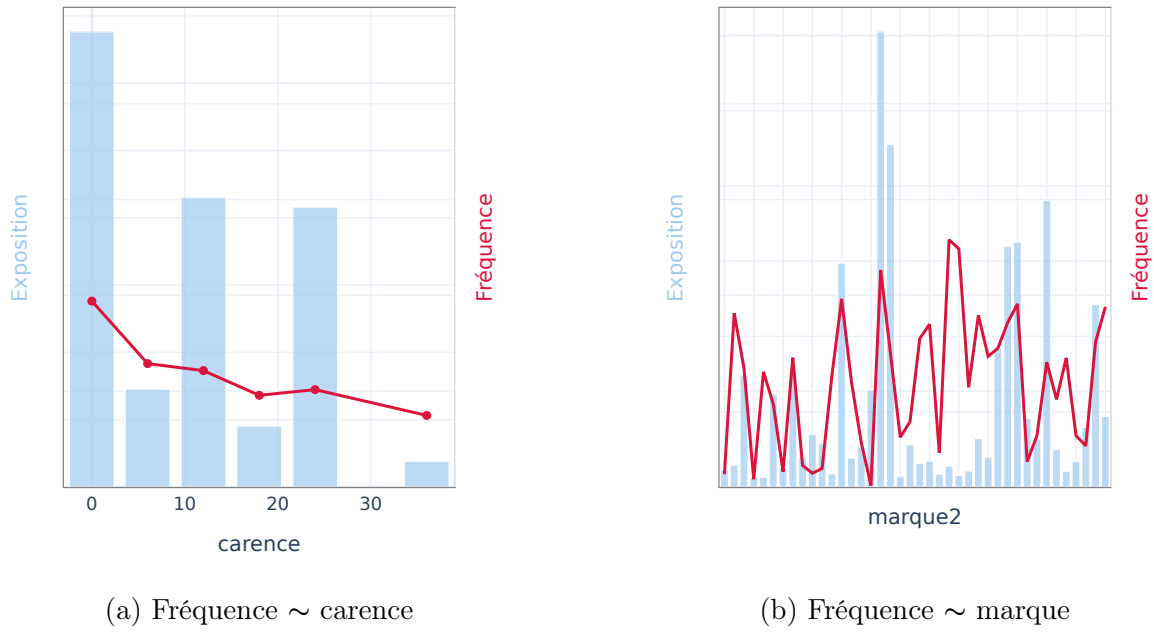 Exposition
Fréquence
0 10 20 30
carence
(a) Fréquence ∼ carence
Exposition
Fréquence
marque2
(b) Fréquence ∼ marque